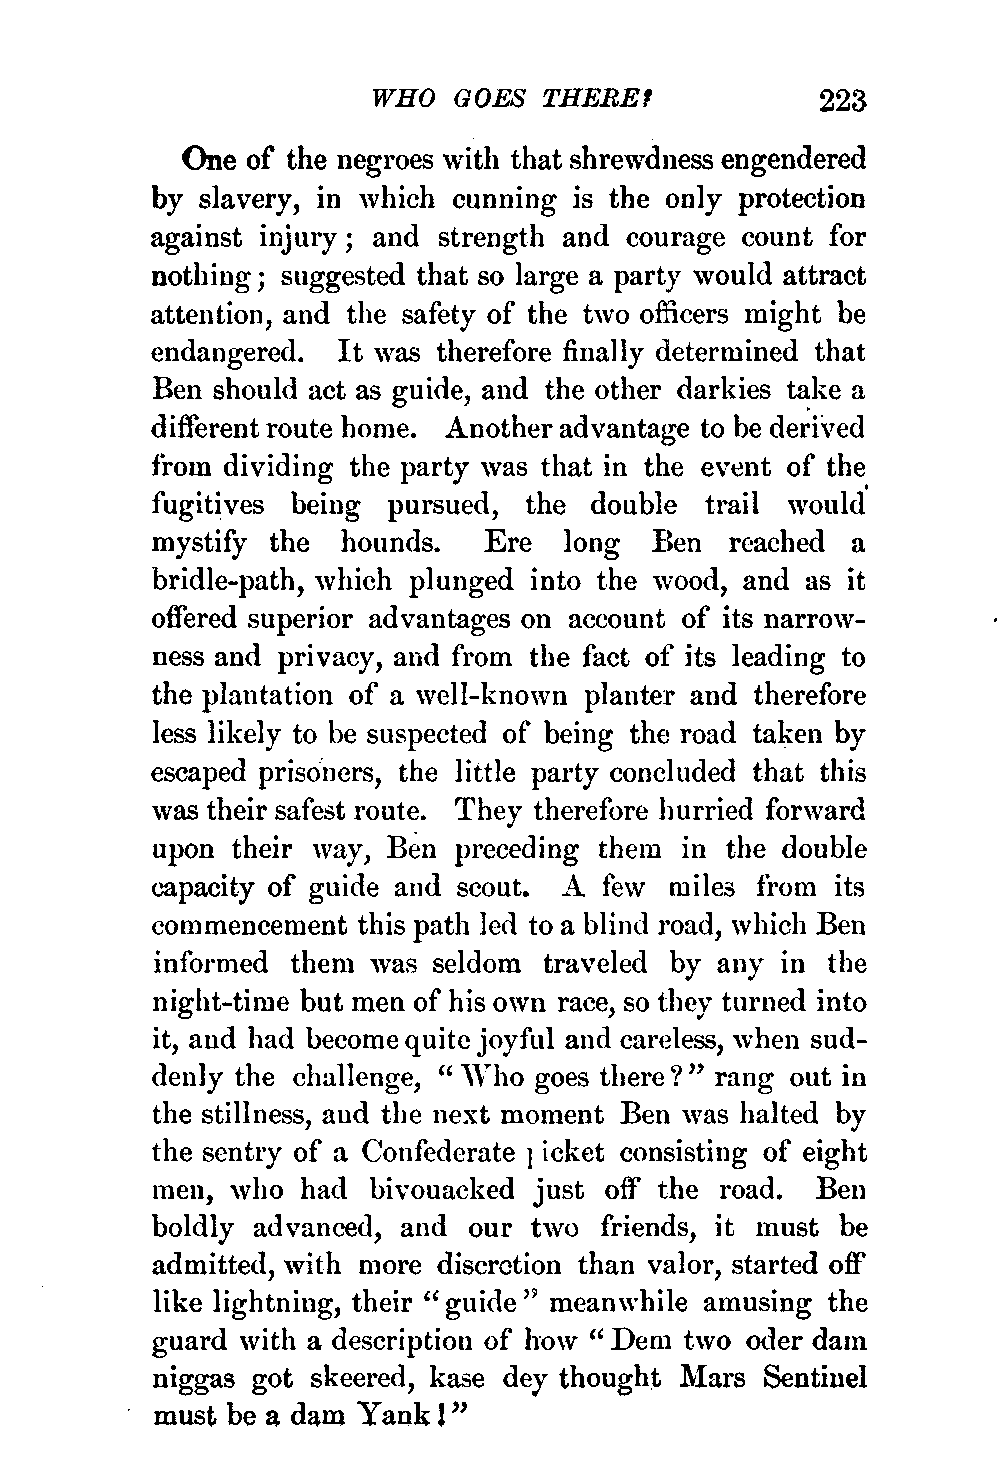 WHO GOES THERE?
223
One of the negroes with that shrewdness engendered
by slavery, in which cunning is the only protection
against injury; and strength and courage count for
nothing; suggested that so large a party would attract
attention, and the safety of the two officers might be
endangered. It was therefore finally determined that
Ben should act as guide, and the other darkies take a
different route home. Another advantage to be derived
from dividing the party was that in the event of the
fugitives being pursued, the double trail would
mystify the hounds. Ere long Ben reached a
bridle-path, which plunged into the wood, and as it
offered superior advantages on account of its narrow-
ness and privacy, and from the fact of its leading to
the plantation of a well-known planter and therefore
less likely to be suspected of being the road taken by
escaped prisoners, the little party concluded that this
was their safest route. They therefore hurried forward
upon their way, Ben preceding them in the double
capacity of guide and scout. A few miles from its
commencement this path led to a blind road, which Ben
informed them was seldom traveled by any in the
night-time but men of his own race, so they turned into
it, and had become quite joyful and careless, when sud-
denly the challenge, "Who goes there?" rang out in
the stillness, and the next moment Ben was halted by
the sentry of a Confederate picket consisting of eight
men, who had bivouacked just off the road. Ben
boldly advanced, and our two friends, it must be
admitted, with more discretion than valor, started off
like lightning, their "guide" meanwhile amusing the
guard with a description of how "Dem two oder dam
niggas got skeered, kase dey thought Mars Sentinel
must be a dam Yank!"